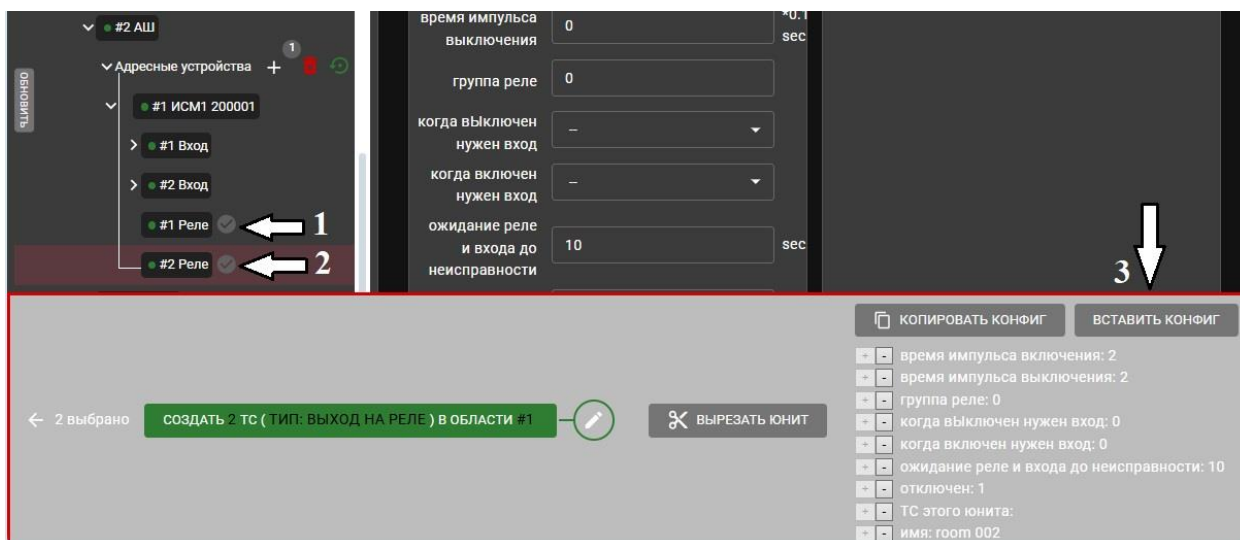 #2 АШ
Адресные устройства + 1
ОБНОВИТЬ
#1 ИСМ1 200001
#1 Вход
#2 Вход
#1 Реле
1
#2 Реле
2
время импульса
выключения
0
*0.1
sec
группа реле
0
когда вЫключен
нужен вход
–
когда включен
нужен вход
–
ожидание реле
и входа до
неисправности
10
sec
3
КОПИРОВАТЬ КОНФИГ
ВСТАВИТЬ КОНФИГ
+ - время импульса включения: 2
+ - время импульса выключения: 2
+ - группа реле: 0
+ - когда вЫключен нужен вход: 0
+ - когда включен нужен вход: 0
+ - ожидание реле и входа до неисправности: 10
+ - отключен: 1
+ - ТС этого юнита:
+ - имя: room 002
← 2 выбрано
СОЗДАТЬ 2 ТС ( ТИП: ВЫХОД НА РЕЛЕ ) В ОБЛАСТИ #1
ВЫРЕЗАТЬ ЮНИТ